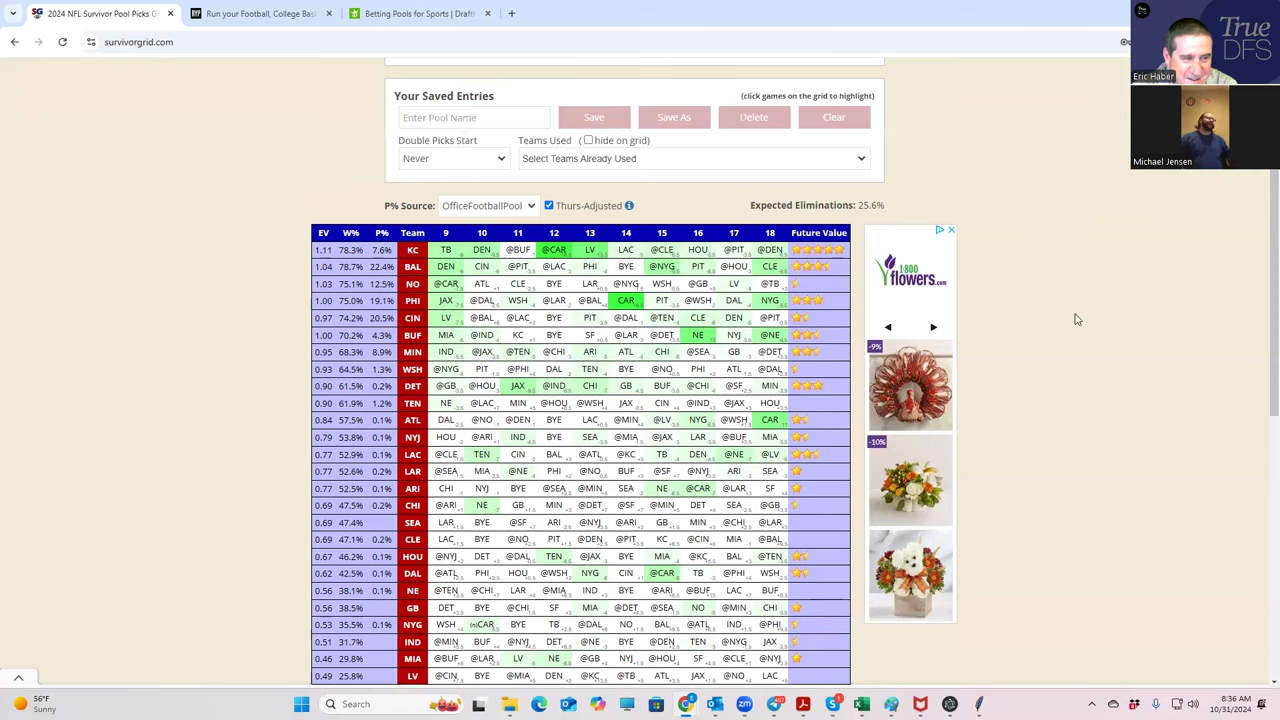 2024 NFL Survivor Pool Picks G
Run your Football, College Bask
Betting Pools for Sports | Draftk
survivorgrid.com
True DFS
Eric Haber
Michael Jensen
Your Saved Entries
(click games on the grid to highlight)
Enter Pool Name
Save
Save As
Delete
Clear
Double Picks Start
Teams Used ( hide on grid)
Never
Select Teams Already Used
P% Source: OfficeFootballPool Thurs-Adjusted
Expected Eliminations: 25.6%
EV W% P% Team 9 10 11 12 13 14 15 16 17 18 Future Value
1.11 78.3% 7.6% KC TB DEN @BUF @CAR LV LAC @CLE HOU @PIT @DEN
1.04 78.7% 22.4% BAL DEN CIN @PIT @LAC PHI BYE @NYG PIT @HOU CLE
1.03 75.1% 12.5% NO @CAR ATL CLE BYE LAR @NYG WSH @GB LV @TB
1.00 75.0% 19.1% PHI JAX @DAL WSH @LAR @BAL CAR PIT @WSH DAL NYG
0.97 74.2% 20.5% CIN LV @BAL @LAC BYE PIT @DAL @TEN CLE DEN @PIT
1.00 70.2% 4.3% BUF MIA @IND KC BYE SF @LAR @DET NE NYJ @NE
0.95 68.3% 8.9% MIN IND @JAX @TEN @CHI ARI ATL CHI @SEA GB @DET
0.93 64.5% 1.3% WSH @NYG PIT @PHI DAL TEN BYE @NO PHI ATL @DAL
0.90 61.5% 0.2% DET @GB @HOU JAX @IND CHI GB BUF @CHI @SF MIN
0.90 61.9% 1.2% TEN NE @LAC MIN @HOU @WSH JAX CIN @IND @JAX HOU
0.84 57.5% 0.1% ATL DAL @NO @DEN BYE LAC @MIN @LV NYG @WSH CAR
0.79 53.8% 0.1% NYJ HOU @ARI IND BYE SEA @MIA @JAX LAR @BUF MIA
0.77 52.9% 0.1% LAC @CLE TEN CIN BAL @ATL @KC TB DEN @NE @LV
0.77 52.6% 0.2% LAR @SEA MIA @NE PHI @NO BUF @SF @NYJ ARI SEA
0.77 52.5% 0.1% ARI CHI NYJ BYE @SEA @MIN SEA NE @CAR @LAR SF
0.69 47.5% 0.2% CHI @ARI NE GB MIN @DET @SF @MIN DET SEA @GB
0.69 47.4% SEA LAR BYE @SF ARI @NYJ @ARI GB MIN @CHI @LAR
0.69 47.1% 0.2% CLE LAC BYE @NO PIT @DEN @PIT KC @CIN MIA @BAL
0.67 46.2% 0.1% HOU @NYJ DET @DAL TEN @JAX BYE MIA @KC BAL @TEN
0.62 42.5% 0.1% DAL @ATL PHI HOU @WSH NYG CIN @CAR TB @PHI WSH
0.56 38.1% 0.1% NE @TEN @CHI LAR @MIA IND BYE @ARI @BUF LAC BUF
0.56 38.5% GB DET BYE @CHI SF MIA @DET @SEA NO @MIN CHI
0.53 35.5% 0.1% NYG WSH (n)CAR BYE TB @DAL NO BAL @ATL IND @PHI
0.51 31.7% IND @MIN BUF @NYJ DET @NE BYE @DEN TEN @NYG JAX
0.46 29.8% MIA @BUF @LAR LV NE @GB NYJ @HOU SF @CLE @NYJ
0.49 25.8% LV @CIN BYE @MIA DEN @KC @TB ATL JAX @NO LAC
1·800 flowers.com
-9%
-10%
56°F
Sunny
Search
8:36 AM
10/31/2024